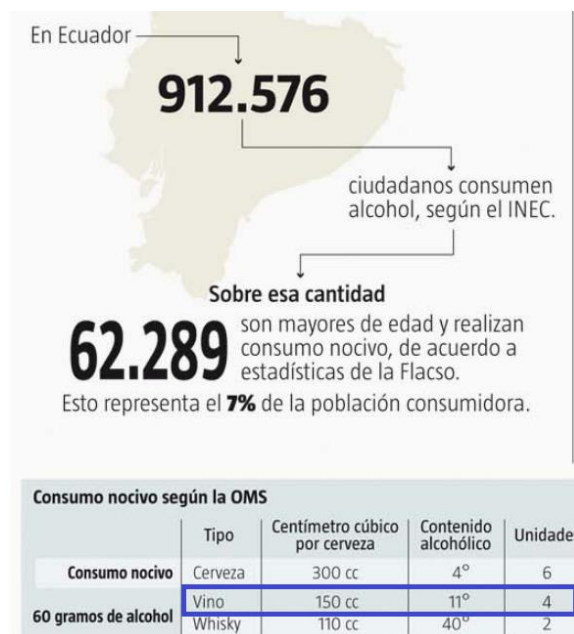 En Ecuador
912.576
ciudadanos consumen
alcohol, según el INEC.
Sobre esa cantidad
62.289
son mayores de edad y realizan
consumo nocivo, de acuerdo a
estadísticas de la Flacso.
Esto representa el 7% de la población consumidora.
Consumo nocivo según la OMS
Tipo Centímetro cúbico por cerveza Contenido alcohólico Unidade
Consumo nocivo Cerveza 300 cc 4° 6
60 gramos de alcohol Vino 150 cc 11° 4
Whisky 110 cc 40° 2